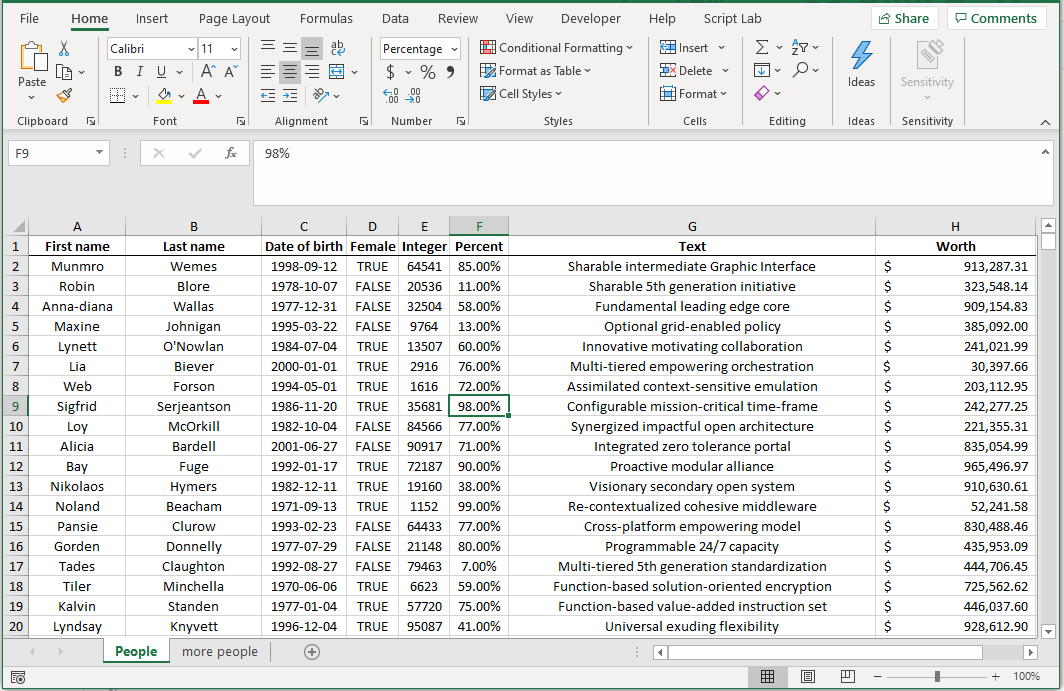 File Home Insert Page Layout Formulas Data Review View Developer Help Script Lab Share Comments
Paste
Calibri 11
B I U A A A
ab
Percentage
$ % 9
.00 .00
Conditional Formatting
Format as Table
Cell Styles
Insert
Delete
Format
Ideas
Sensitivity
Clipboard Font Alignment Number Styles Cells Editing Ideas Sensitivity
F9 fx 98%
A B C D E F G H
1 First name Last name Date of birth Female Integer Percent Text Worth
2 Munmro Wemes 1998-09-12 TRUE 64541 85.00% Sharable intermediate Graphic Interface $ 913,287.31
3 Robin Blore 1978-10-07 FALSE 20536 11.00% Sharable 5th generation initiative $ 323,548.14
4 Anna-diana Wallas 1977-12-31 FALSE 32504 58.00% Fundamental leading edge core $ 909,154.83
5 Maxine Johnigan 1995-03-22 FALSE 9764 13.00% Optional grid-enabled policy $ 385,092.00
6 Lynett O'Nowlan 1984-07-04 TRUE 13507 60.00% Innovative motivating collaboration $ 241,021.99
7 Lia Biever 2000-01-01 TRUE 2916 76.00% Multi-tiered empowering orchestration $ 30,397.66
8 Web Forson 1994-05-01 TRUE 1616 72.00% Assimilated context-sensitive emulation $ 203,112.95
9 Sigfrid Serjeantson 1986-11-20 TRUE 35681 98.00% Configurable mission-critical time-frame $ 242,277.25
10 Loy McOrkill 1982-10-04 FALSE 84566 77.00% Synergized impactful open architecture $ 221,355.31
11 Alicia Bardell 2001-06-27 FALSE 90917 71.00% Integrated zero tolerance portal $ 835,054.99
12 Bay Fuge 1992-01-17 TRUE 72187 90.00% Proactive modular alliance $ 965,496.97
13 Nikolaos Hymers 1982-12-11 TRUE 19160 38.00% Visionary secondary open system $ 910,630.61
14 Noland Beacham 1971-09-13 TRUE 1152 99.00% Re-contextualized cohesive middleware $ 52,241.58
15 Pansie Clurow 1993-02-23 FALSE 64433 77.00% Cross-platform empowering model $ 830,488.46
16 Gorden Donnelly 1977-07-29 FALSE 21148 80.00% Programmable 24/7 capacity $ 435,953.09
17 Tades Claughton 1992-08-27 FALSE 79463 7.00% Multi-tiered 5th generation standardization $ 444,706.45
18 Tiler Minchella 1970-06-06 TRUE 6623 59.00% Function-based solution-oriented encryption $ 725,562.62
19 Kalvin Standen 1977-01-04 TRUE 57720 75.00% Function-based value-added instruction set $ 446,037.60
20 Lyndsay Knyvett 1996-12-04 TRUE 95087 41.00% Universal exuding flexibility $ 928,612.90
People more people
100%